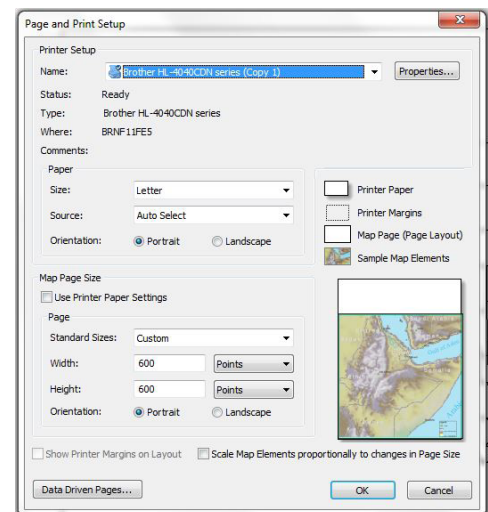 Page and Print Setup
Printer Setup
Name: Brother HL-4040CDN series (Copy 1) Properties...
Status: Ready
Type: Brother HL-4040CDN series
Where: BRNF11FE5
Comments:
Paper
Size: Letter
Source: Auto Select
Orientation: Portrait Landscape
Printer Paper
Printer Margins
Map Page (Page Layout)
Sample Map Elements
Map Page Size
Use Printer Paper Settings
Page
Standard Sizes: Custom
Width: 600 Points
Height: 600 Points
Orientation: Portrait Landscape
Show Printer Margins on Layout Scale Map Elements proportionally to changes in Page Size
Data Driven Pages... OK Cancel